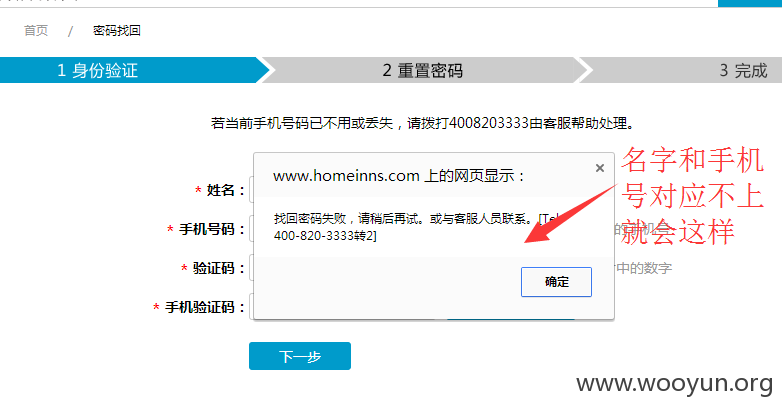 首页 / 密码找回
1 身份验证 2 重置密码 3 完成
若当前手机号码已不用或丢失，请拨打4008203333由客服帮助处理。
www.homeinns.com 上的网页显示：
名字和手机
号对应不上
就会这样
* 姓名：
找回密码失败，请稍后再试。或与客服人员联系。[Tel
400-820-3333转2]
* 手机号码：
* 验证码：
中的数字
确定
* 手机验证码：
下一步
www.wooyun.org